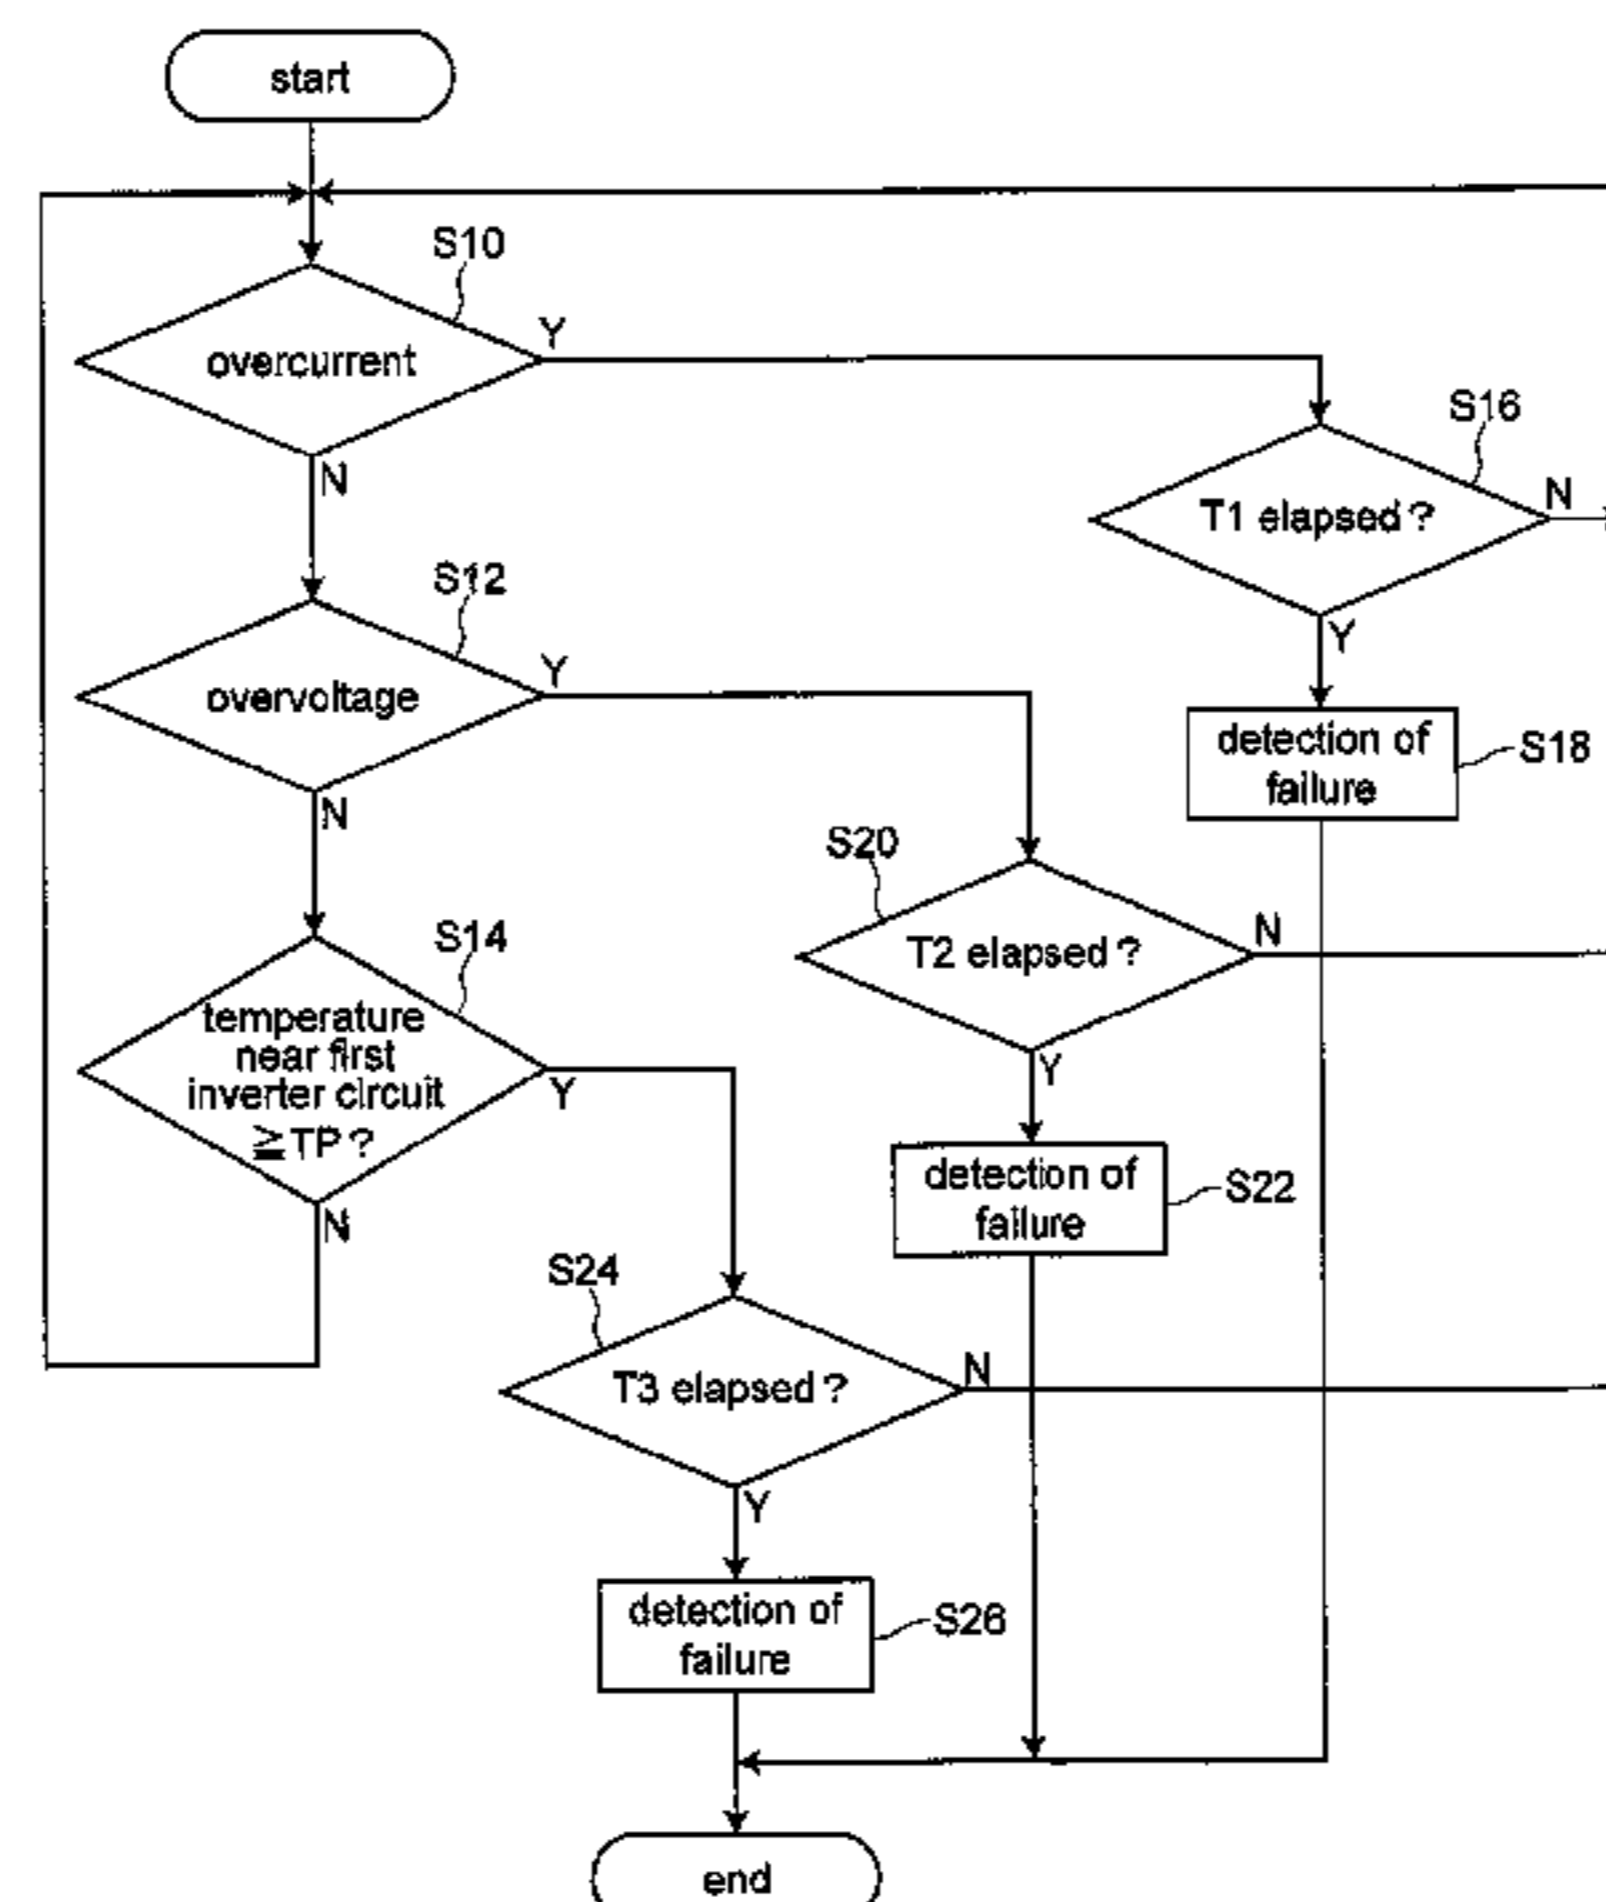 start
S10
overcurrent
Y
N
S16
T1 elapsed ?
N
Y
S12
overvoltage
Y
N
detection of
failure
S18
S20
T2 elapsed ?
N
Y
S14
temperature
near first
inverter circuit
≧TP ?
Y
N
detection of
failure
S22
S24
T3 elapsed ?
N
Y
detection of
failure
S26
end